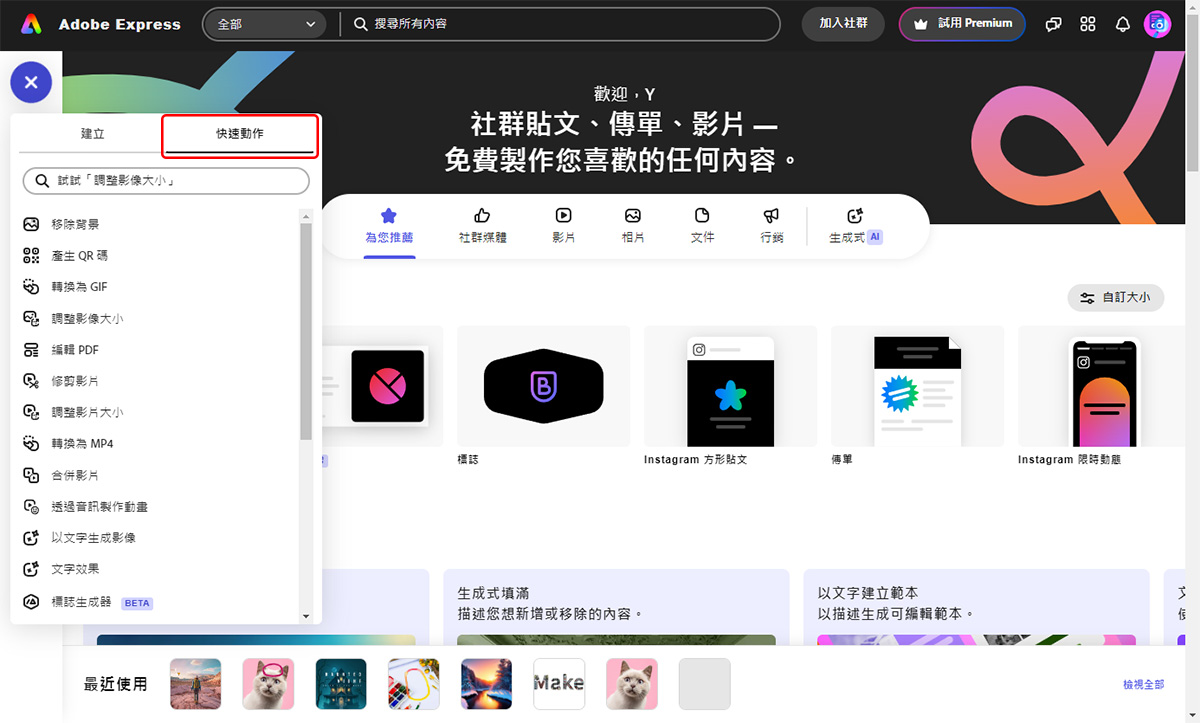 Adobe Express
全部
搜尋所有內容
加入社群
試用 Premium
建立
快速動作
試試「調整影像大小」
移除背景
產生 QR 碼
轉換為 GIF
調整影像大小
編輯 PDF
修剪影片
調整影片大小
轉換為 MP4
合併影片
透過音訊製作動畫
以文字生成影像
文字效果
標誌生成器 BETA
歡迎，Y
社群貼文、傳單、影片 —
免費製作您喜歡的任何內容。
為您推薦
社群媒體
影片
相片
文件
行銷
生成式 AI
自訂大小
標誌
Instagram 方形貼文
傳單
Instagram 限時動態
生成式填滿
描述您想新增或移除的內容。
以文字建立範本
以描述生成可編輯範本。
最近使用
Make
檢視全部